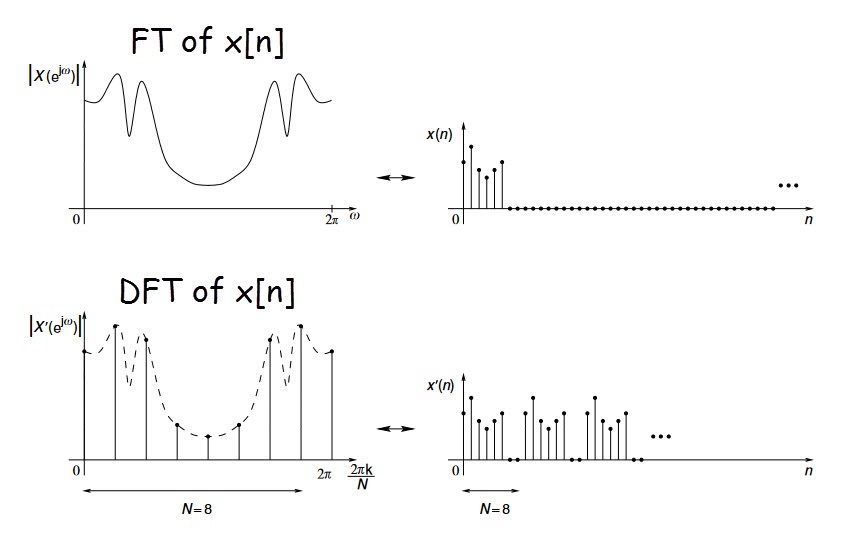 FT of x[n]
|X(e^jω)|
0
2π
ω
x(n)
...
0
n
DFT of x[n]
|X′(e^jω)|
0
2π
2πk
N
N=8
x′(n)
...
0
n
N=8